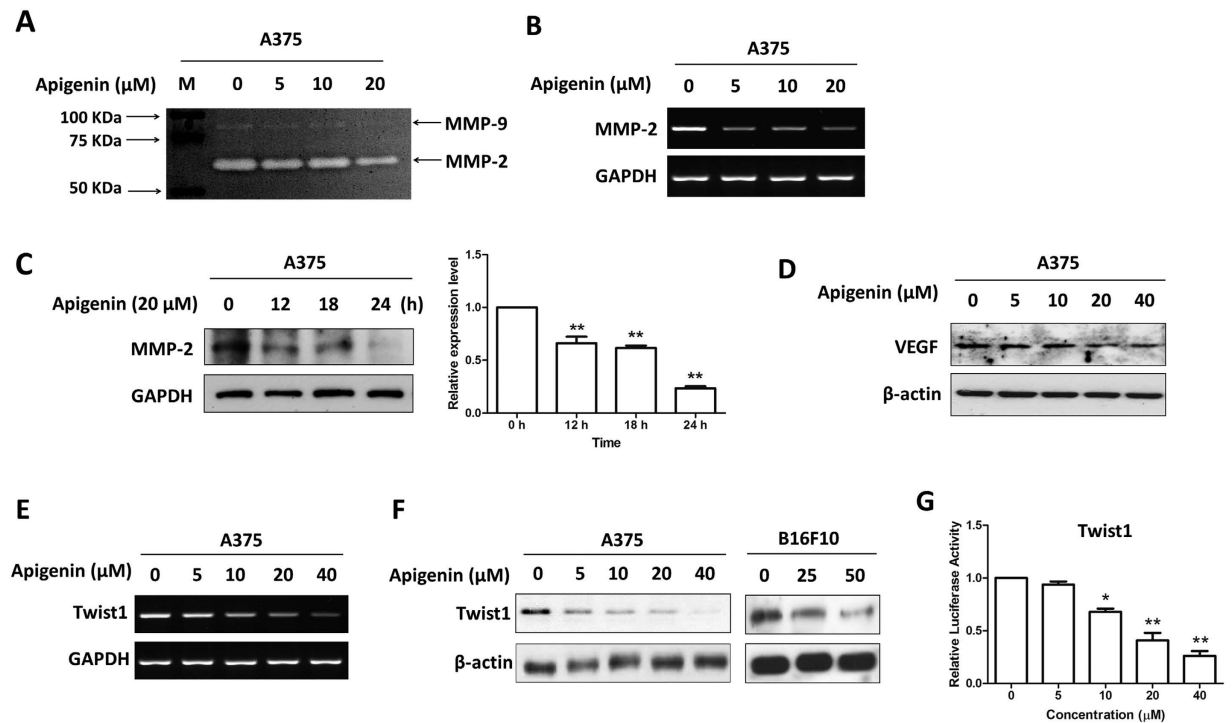 A
A375
Apigenin (μM) M 0 5 10 20
100 KDa
75 KDa
50 KDa
MMP-9
MMP-2
B
A375
Apigenin (μM) 0 5 10 20
MMP-2
GAPDH
C
A375
Apigenin (20 μM) 0 12 18 24 (h)
MMP-2
GAPDH
Relative expression level
1.5
1.0
0.5
0.0
** ** **
0 h 12 h 18 h 24 h
Time
D
A375
Apigenin (μM) 0 5 10 20 40
VEGF
β-actin
E
A375
Apigenin (μM) 0 5 10 20 40
Twist1
GAPDH
F
A375 B16F10
Apigenin (μM) 0 5 10 20 40 0 25 50
Twist1
β-actin
G
Twist1
Relative Luciferase Activity
1.5
1.0
0.5
0.0
* ** **
0 5 10 20 40
Concentration (μM)